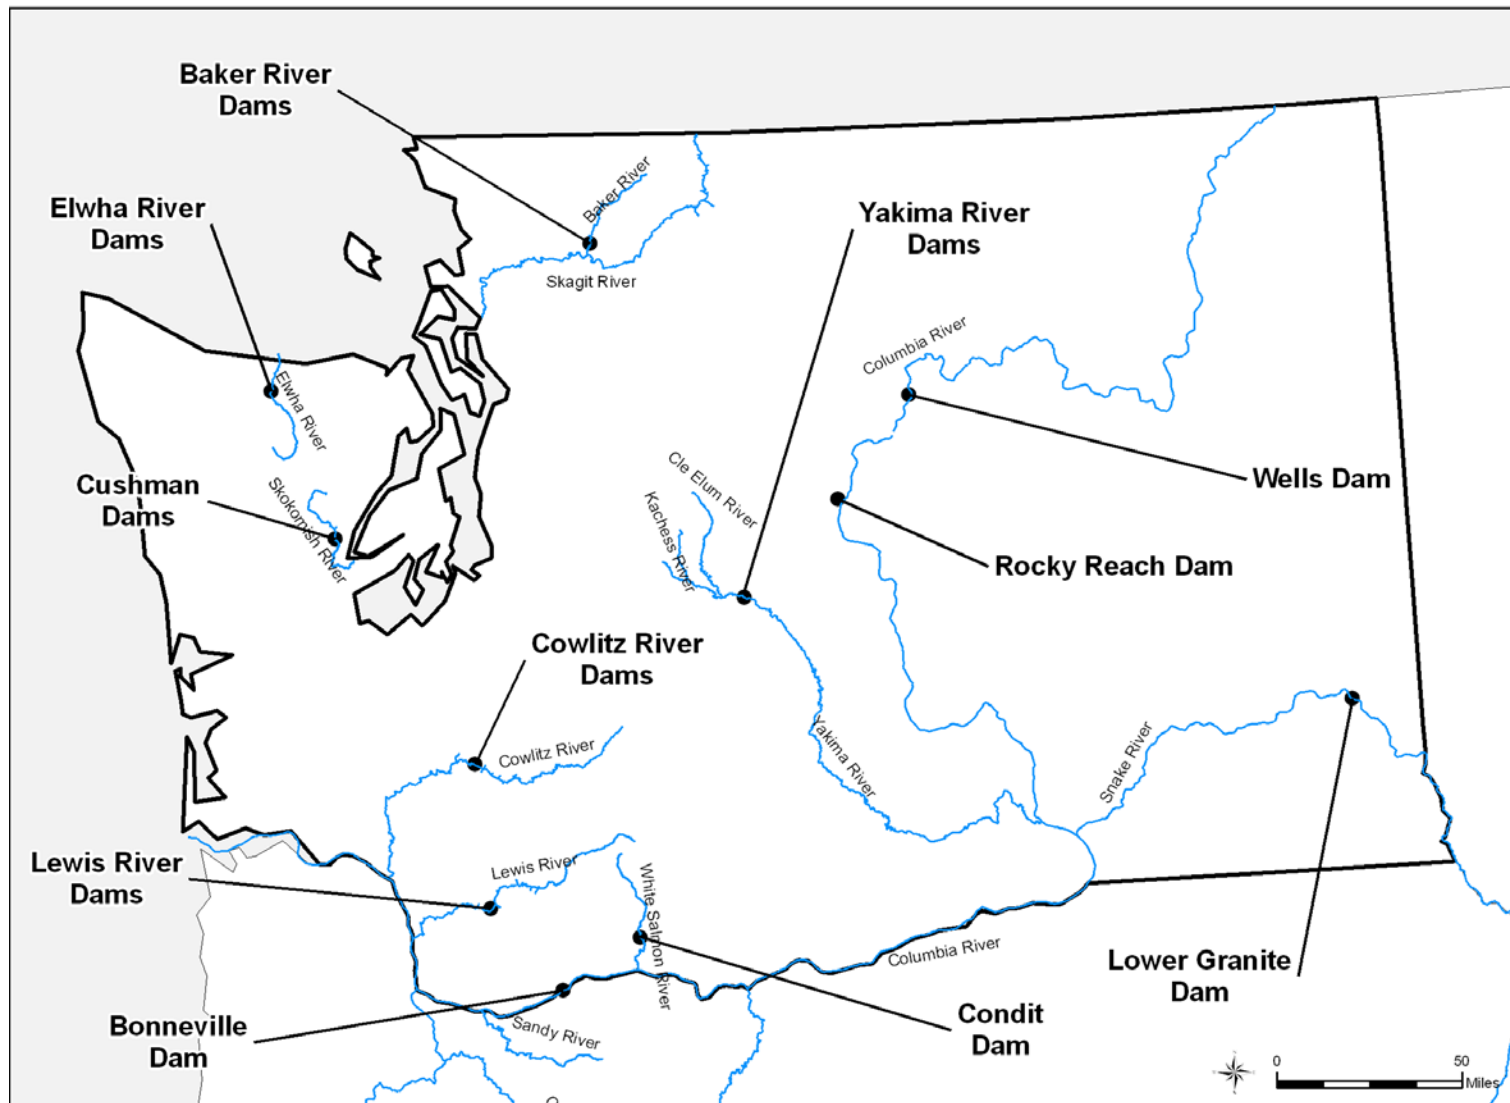 Baker River
Dams
Baker River
Elwha River
Dams
Yakima River
Dams
Skagit River
Columbia River
Elwha River
Cle Elum River
Wells Dam
Cushman
Dams
Skokomish River
Kachess River
Rocky Reach Dam
Cowlitz River
Dams
Cowlitz River
Yakima River
Snake River
Lewis River
Dams
Lewis River
White Salmon River
Columbia River
Lower Granite
Dam
Bonneville
Dam
Sandy River
Condit
Dam
0
50
Miles